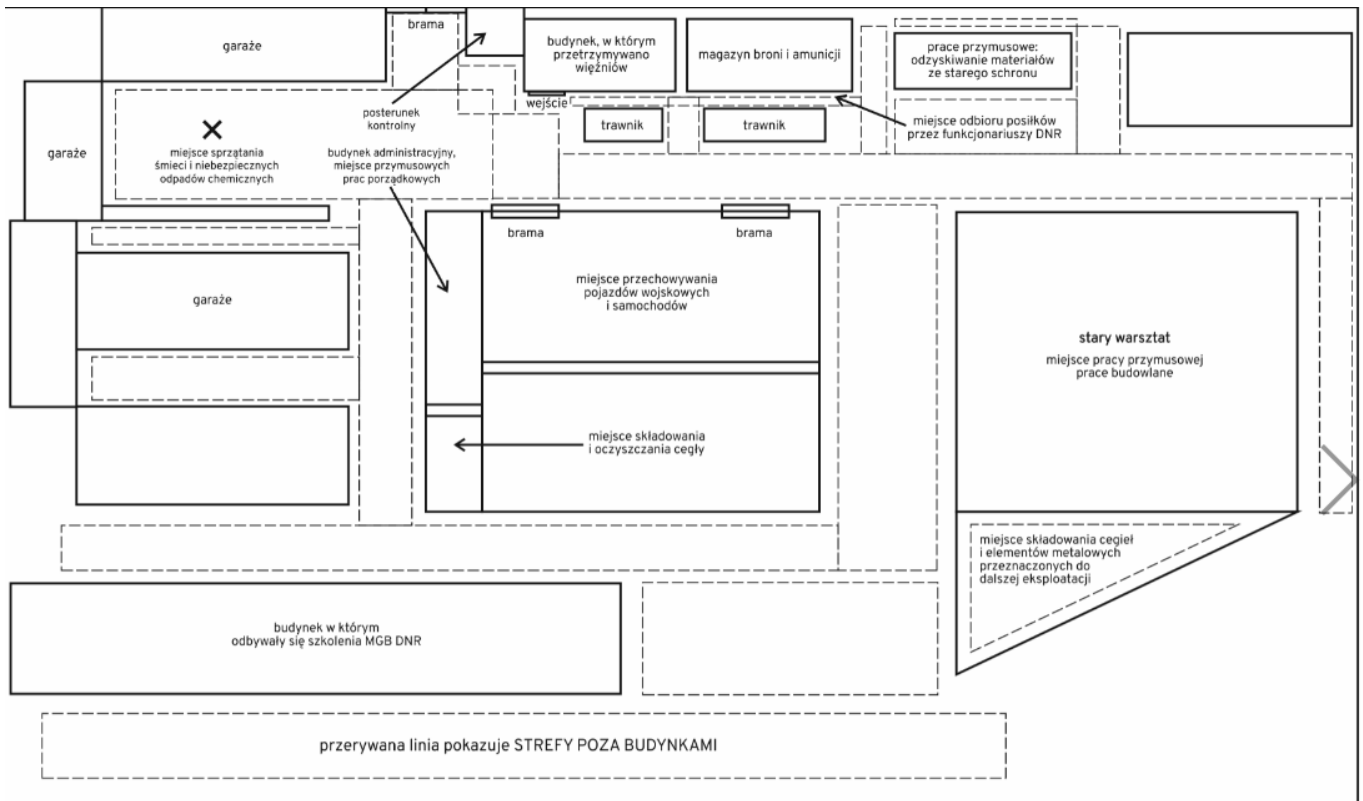 garaże
brama
budynek, w którym
przetrzymywano
więźniów
magazyn broni i amunicji
prace przymusowe:
odzyskiwanie materiałów
ze starego schronu
posterunek
kontrolny
wejście
trawnik
trawnik
miejsce odbioru posiłków
przez funkcjonariuszy DNR
garaże
miejsce sprzątania
śmieci i niebezpiecznych
odpadów chemicznych
budynek administracyjny,
miejsce przymusowych
prac porządkowych
brama
brama
garaże
miejsce przechowywania
pojazdów wojskowych
i samochodów
stary warsztat
miejsce pracy przymusowej
prace budowlane
miejsce składowania
i oczyszczania cegły
miejsce składowania cegieł
i elementów metalowych
przeznaczonych do
dalszej eksploatacji
budynek w którym
odbywały się szkolenia MGB DNR
przerywana linia pokazuje STREFY POZA BUDYNKAMI